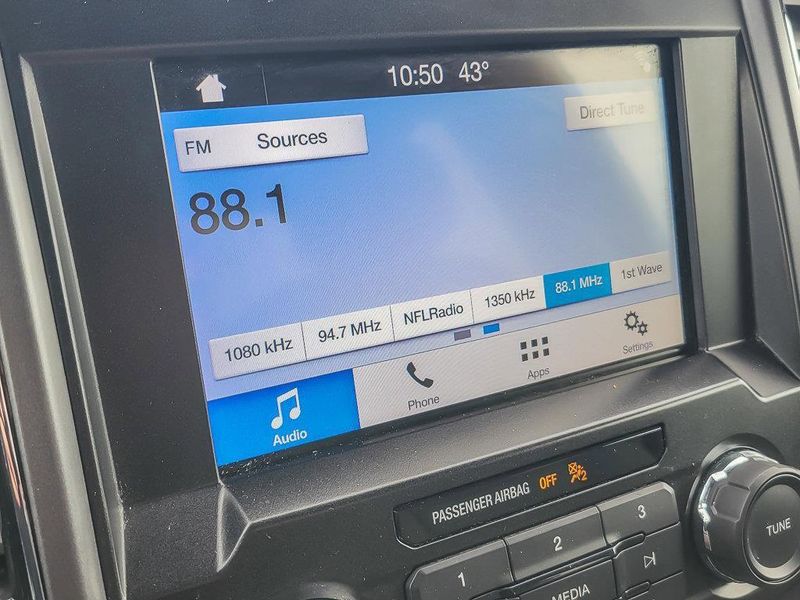 10:50 43°
FM Sources
Direct Tune
88.1
1080 kHz 94.7 MHz NFLRadio 1350 kHz 88.1 MHz 1st Wave
Audio Phone Apps Settings
PASSENGER AIRBAG OFF 2
1 2 3
MEDIA
TUNE